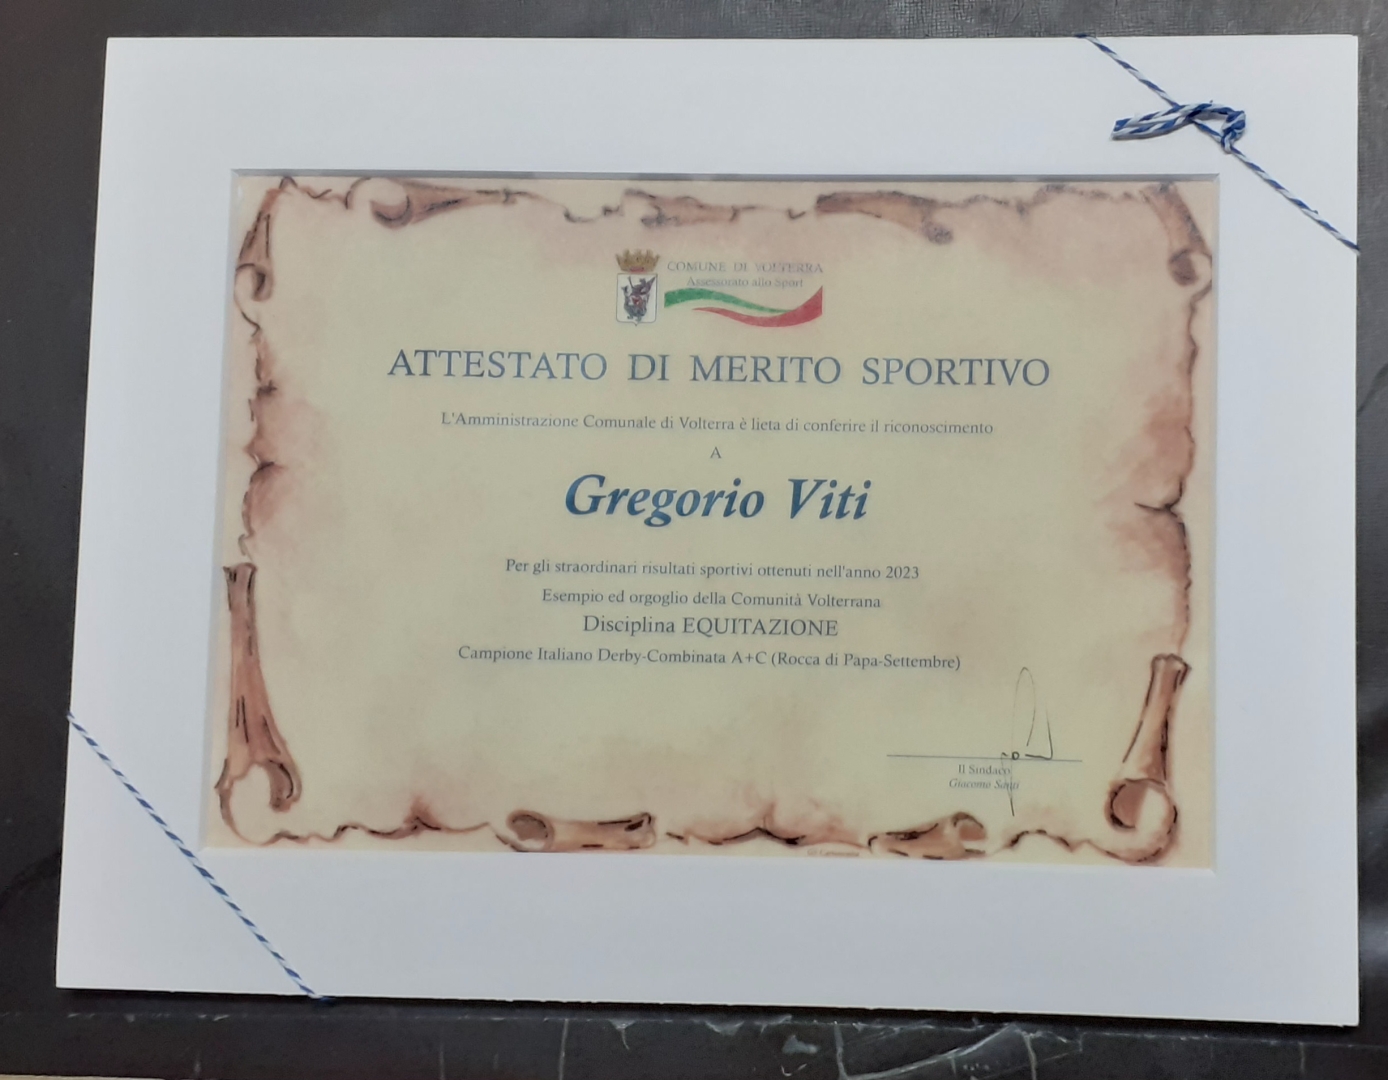 COMUNE DI VOLTERRA
Assessorato allo Sport
ATTESTATO DI MERITO SPORTIVO
L'Amministrazione Comunale di Volterra è lieta di conferire il riconoscimento
A
Gregorio Viti
Per gli straordinari risultati sportivi ottenuti nell'anno 2023
Esempio ed orgoglio della Comunità Volterrana
Disciplina EQUITAZIONE
Campione Italiano Derby-Combinata A+C (Rocca di Papa-Settembre)
Il Sindaco
Giacomo Santi